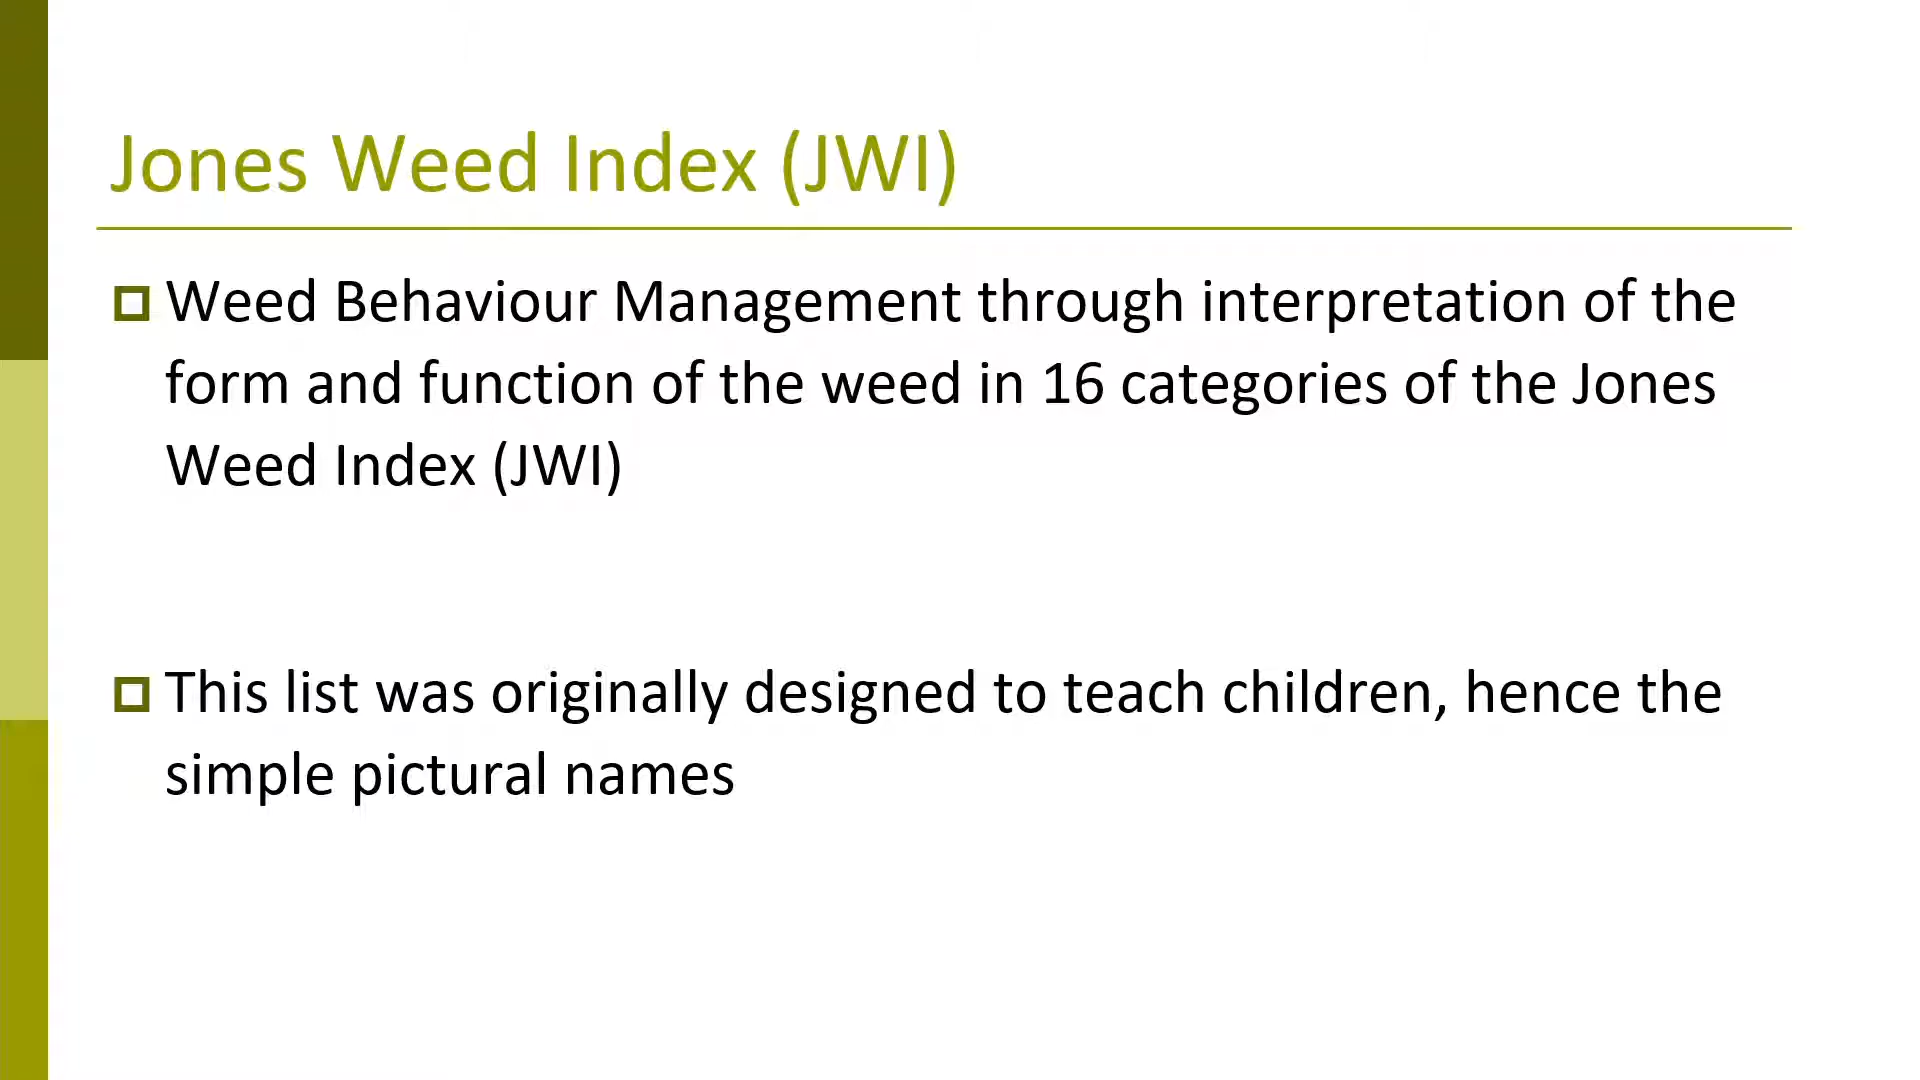 Jones Weed Index (JWI)
Weed Behaviour Management through interpretation of the
form and function of the weed in 16 categories of the Jones
Weed Index (JWI)
This list was originally designed to teach children, hence the
simple pictural names